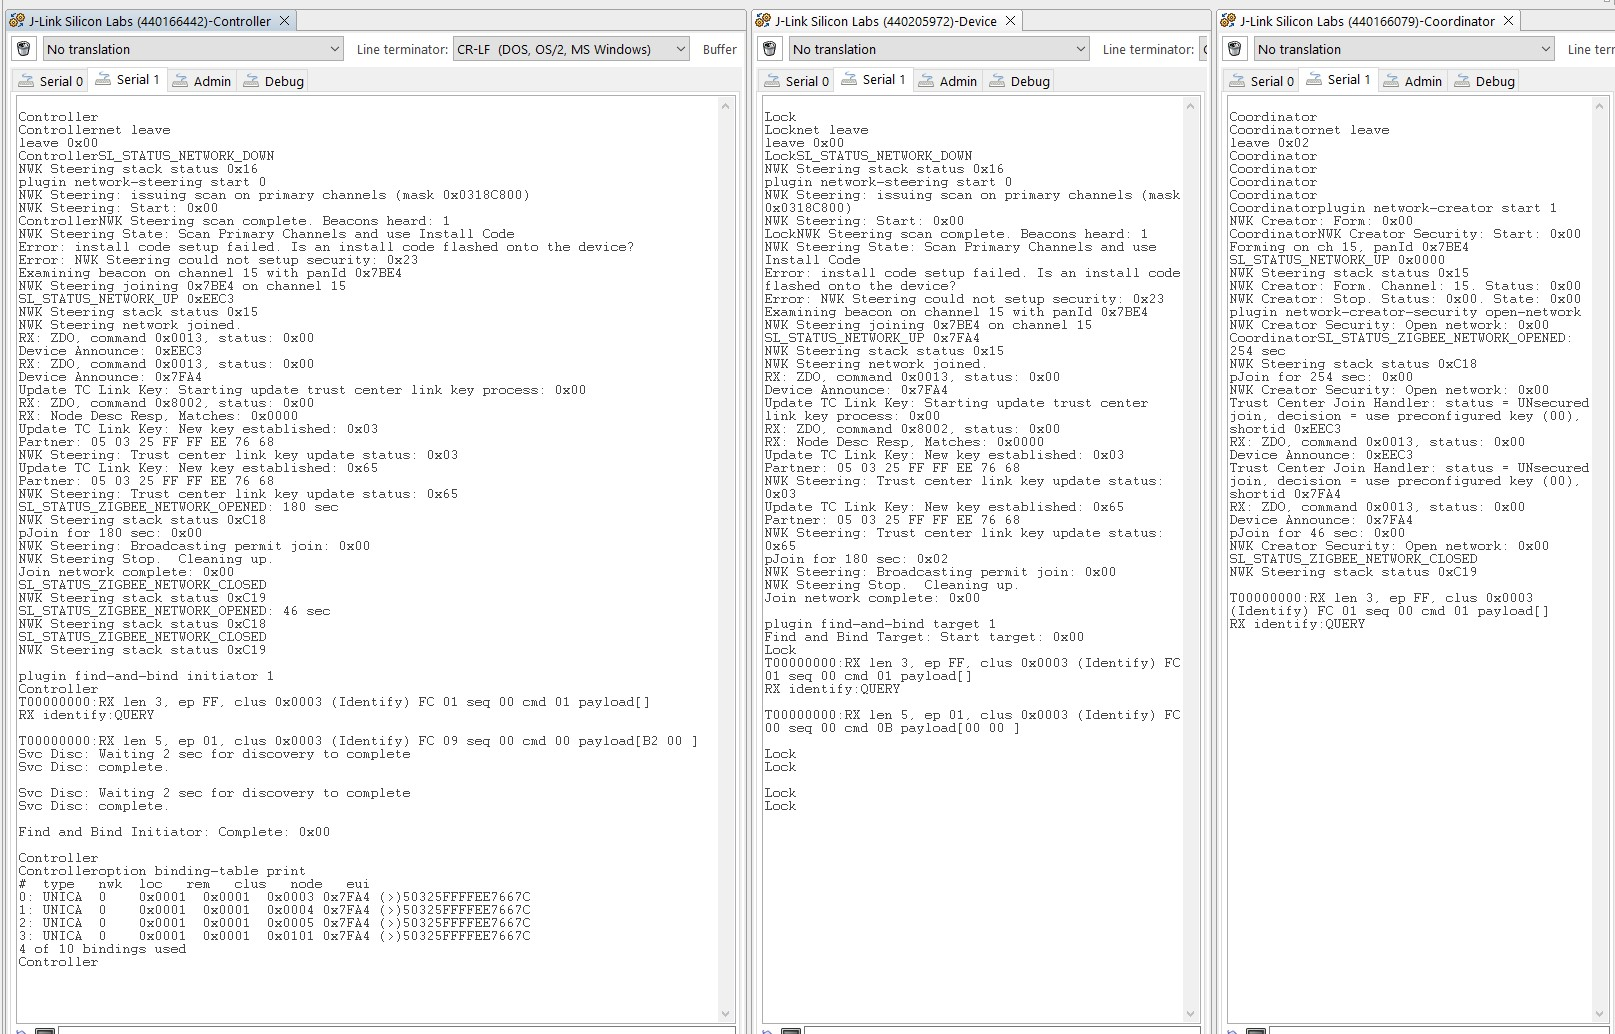 J-Link Silicon Labs (440166442)-Controller
No translation
Line terminator:
CR-LF (DOS, OS/2, MS Windows)
Buffer
Serial 0
Serial 1
Admin
Debug
Controller
Controllernet leave
leave 0x00
ControllerSL_STATUS_NETWORK_DOWN
NWK Steering stack status 0x16
plugin network-steering start 0
NWK Steering: issuing scan on primary channels (mask 0x0318C800)
NWK Steering: Start: 0x00
ControllerNWK Steering scan complete. Beacons heard: 1
NWK Steering State: Scan Primary Channels and use Install Code
Error: install code setup failed. Is an install code flashed onto the device?
Error: NWK Steering could not setup security: 0x23
Examining beacon on channel 15 with panId 0x7BE4
NWK Steering joining 0x7BE4 on channel 15
SL_STATUS_NETWORK_UP 0xEEC3
NWK Steering stack status 0x15
NWK Steering network joined.
RX: ZDO, command 0x0013, status: 0x00
Device Announce: 0xEEC3
RX: ZDO, command 0x0013, status: 0x00
Device Announce: 0x7FA4
Update TC Link Key: Starting update trust center link key process: 0x00
RX: ZDO, command 0x8002, status: 0x00
RX: Node Desc Resp, Matches: 0x0000
Update TC Link Key: New key established: 0x03
Partner: 05 03 25 FF FF EE 76 68
NWK Steering: Trust center link key update status: 0x03
Update TC Link Key: New key established: 0x65
Partner: 05 03 25 FF FF EE 76 68
NWK Steering: Trust center link key update status: 0x65
SL_STATUS_ZIGBEE_NETWORK_OPENED: 180 sec
NWK Steering stack status 0xC18
pJoin for 180 sec: 0x00
NWK Steering: Broadcasting permit join: 0x00
NWK Steering Stop.  Cleaning up.
Join network complete: 0x00
SL_STATUS_ZIGBEE_NETWORK_CLOSED
NWK Steering stack status 0xC19
SL_STATUS_ZIGBEE_NETWORK_OPENED: 46 sec
NWK Steering stack status 0xC18
SL_STATUS_ZIGBEE_NETWORK_CLOSED
NWK Steering stack status 0xC19
plugin find-and-bind initiator 1
Controller
T00000000:RX len 3, ep FF, clus 0x0003 (Identify) FC 01 seq 00 cmd 01 payload[]
RX identify:QUERY
T00000000:RX len 5, ep 01, clus 0x0003 (Identify) FC 09 seq 00 cmd 00 payload[B2 00 ]
Svc Disc: Waiting 2 sec for discovery to complete
Svc Disc: complete.
Svc Disc: Waiting 2 sec for discovery to complete
Svc Disc: complete.
Find and Bind Initiator: Complete: 0x00
Controller
Controlleroption binding-table print
#  type   nwk  loc   rem   clus   node   eui
0: UNICA  0    0x0001  0x0001  0x0003 0x7FA4 (>)50325FFFFEE7667C
1: UNICA  0    0x0001  0x0001  0x0004 0x7FA4 (>)50325FFFFEE7667C
2: UNICA  0    0x0001  0x0001  0x0005 0x7FA4 (>)50325FFFFEE7667C
3: UNICA  0    0x0001  0x0001  0x0101 0x7FA4 (>)50325FFFFEE7667C
4 of 10 bindings used
Controller
J-Link Silicon Labs (440205972)-Device
No translation
Line terminator:
Serial 0
Serial 1
Admin
Debug
Lock
Locknet leave
leave 0x00
LockSL_STATUS_NETWORK_DOWN
NWK Steering stack status 0x16
plugin network-steering start 0
NWK Steering: issuing scan on primary channels (mask
0x0318C800)
NWK Steering: Start: 0x00
LockNWK Steering scan complete. Beacons heard: 1
NWK Steering State: Scan Primary Channels and use
Install Code
Error: install code setup failed. Is an install code
flashed onto the device?
Error: NWK Steering could not setup security: 0x23
Examining beacon on channel 15 with panId 0x7BE4
NWK Steering joining 0x7BE4 on channel 15
SL_STATUS_NETWORK_UP 0x7FA4
NWK Steering stack status 0x15
NWK Steering network joined.
RX: ZDO, command 0x0013, status: 0x00
Device Announce: 0x7FA4
Update TC Link Key: Starting update trust center
link key process: 0x00
RX: ZDO, command 0x8002, status: 0x00
RX: Node Desc Resp, Matches: 0x0000
Update TC Link Key: New key established: 0x03
Partner: 05 03 25 FF FF EE 76 68
NWK Steering: Trust center link key update status:
0x03
Update TC Link Key: New key established: 0x65
Partner: 05 03 25 FF FF EE 76 68
NWK Steering: Trust center link key update status:
0x65
pJoin for 180 sec: 0x02
NWK Steering: Broadcasting permit join: 0x00
NWK Steering Stop.  Cleaning up.
Join network complete: 0x00
plugin find-and-bind target 1
Find and Bind Target: Start target: 0x00
Lock
T00000000:RX len 3, ep FF, clus 0x0003 (Identify) FC
01 seq 00 cmd 01 payload[]
RX identify:QUERY
T00000000:RX len 5, ep 01, clus 0x0003 (Identify) FC
00 seq 00 cmd 0B payload[00 00 ]
Lock
Lock
Lock
Lock
J-Link Silicon Labs (440166079)-Coordinator
No translation
Line tern
Serial 0
Serial 1
Admin
Debug
Coordinator
Coordinatornet leave
leave 0x02
Coordinator
Coordinator
Coordinator
Coordinator
Coordinatorplugin network-creator start 1
NWK Creator: Form: 0x00
CoordinatorNWK Creator Security: Start: 0x00
Forming on ch 15, panId 0x7BE4
SL_STATUS_NETWORK_UP 0x0000
NWK Steering stack status 0x15
NWK Creator: Form. Channel: 15. Status: 0x00
NWK Creator: Stop. Status: 0x00. State: 0x00
plugin network-creator-security open-network
NWK Creator Security: Open network: 0x00
CoordinatorSL_STATUS_ZIGBEE_NETWORK_OPENED:
254 sec
NWK Steering stack status 0xC18
pJoin for 254 sec: 0x00
NWK Creator Security: Open network: 0x00
Trust Center Join Handler: status = UNsecured
join, decision = use preconfigured key (00),
shortid 0xEEC3
RX: ZDO, command 0x0013, status: 0x00
Device Announce: 0xEEC3
Trust Center Join Handler: status = UNsecured
join, decision = use preconfigured key (00),
shortid 0x7FA4
RX: ZDO, command 0x0013, status: 0x00
Device Announce: 0x7FA4
pJoin for 46 sec: 0x00
NWK Creator Security: Open network: 0x00
SL_STATUS_ZIGBEE_NETWORK_CLOSED
NWK Steering stack status 0xC19
T00000000:RX len 3, ep FF, clus 0x0003
(Identify) FC 01 seq 00 cmd 01 payload[]
RX identify:QUERY